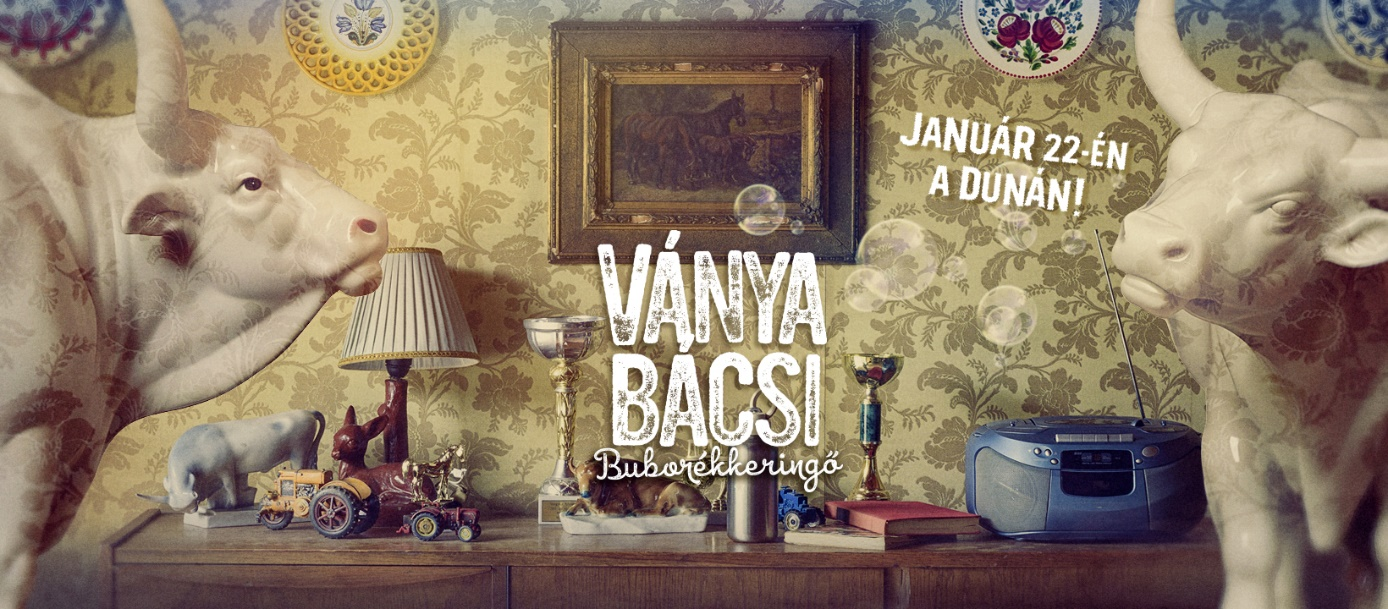 JANUÁR 22-ÉN
A DUNÁN!
VÁNYA
BÁCSI
Buborékkeringő